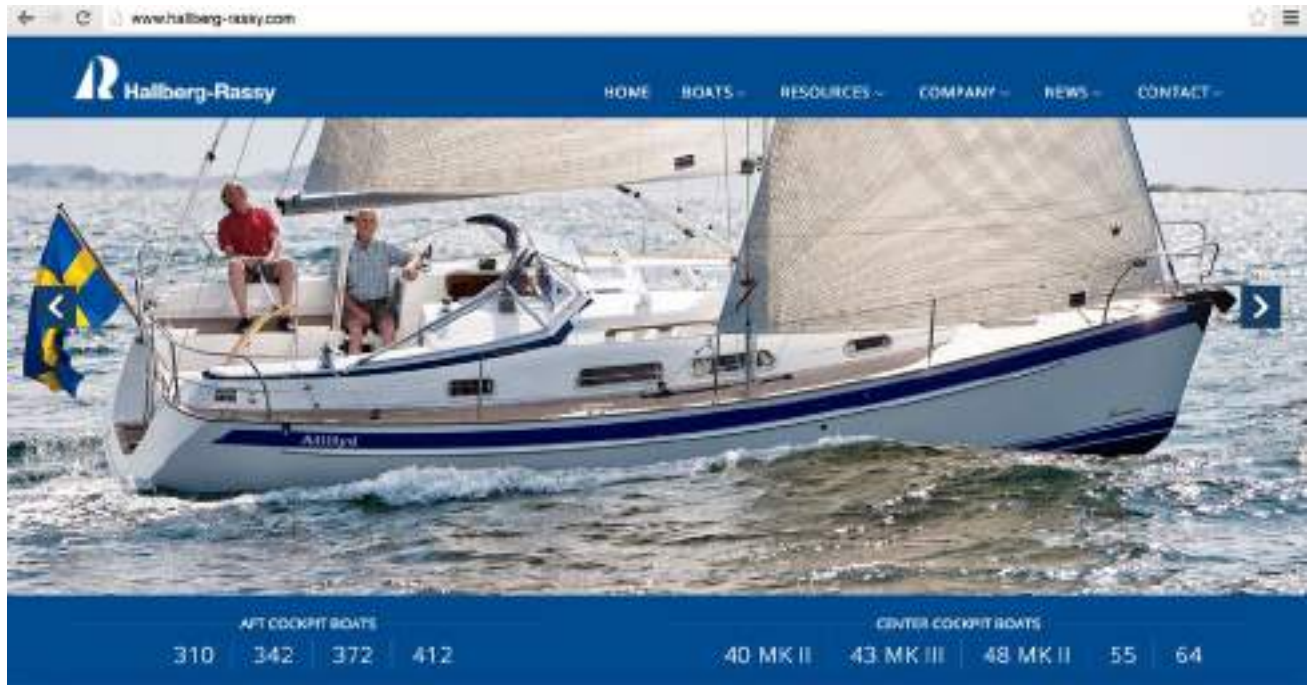 www.hallberg-rassy.com
Hallberg-Rassy
HOME BOATS RESOURCES COMPANY NEWS CONTACT
AFT COCKPIT BOATS
310 342 372 412
CENTER COCKPIT BOATS
40 MK II 43 MK III 48 MK II 55 64